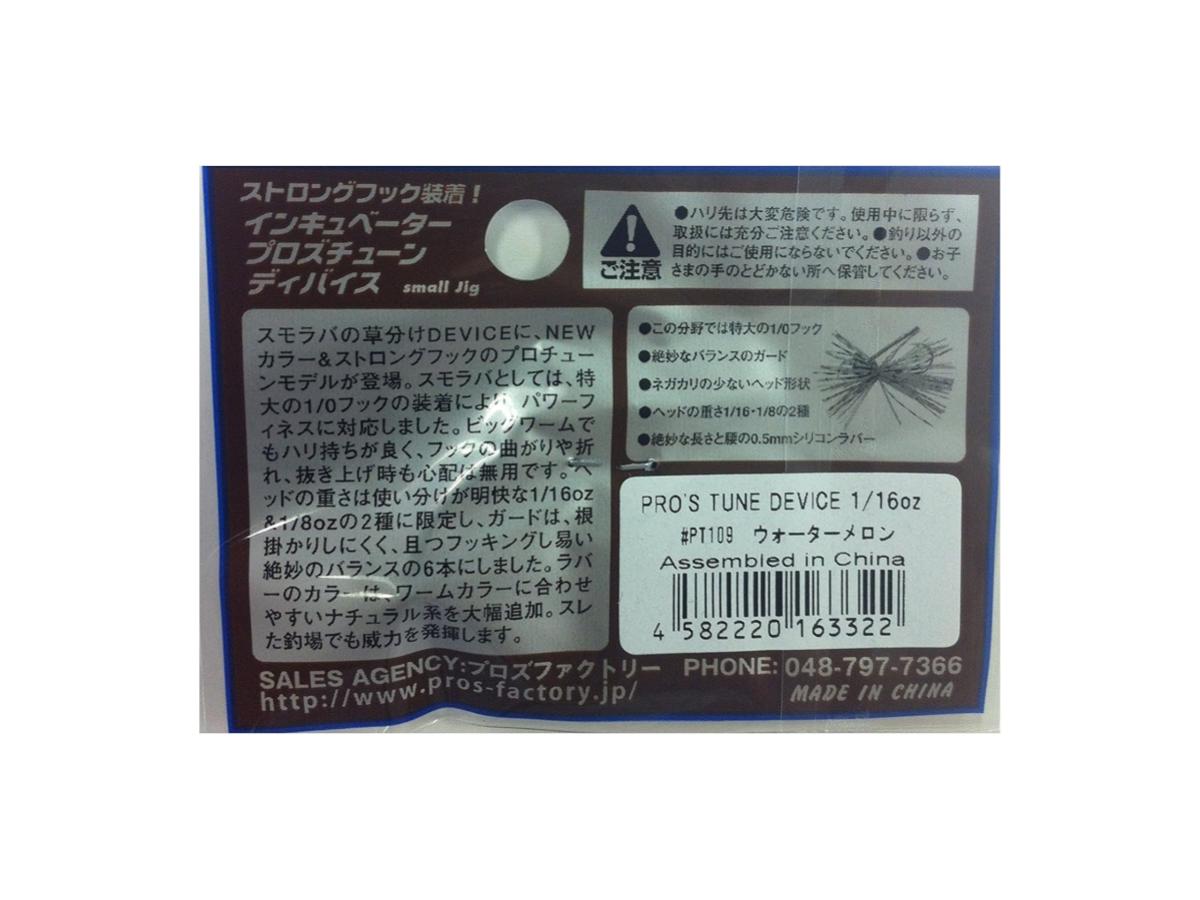 ストロングフック装着！
インキュベーター
プロズチューン
ディバイス small Jig
ご注意
●ハリ先は大変危険です。使用中に限らず、
取扱には充分ご注意ください。●釣り以外の
目的にはご使用にならないでください。●お子
さまの手のとどかない所へ保管してください。
スモラバの草分けDEVICEに、NEW
カラー&ストロングフックのプロチュー
ンモデルが登場。スモラバとしては、特
大の1/0フックの装着により、パワーフ
ィネスに対応しました。ビッグワームで
もハリ持ちが良く、フックの曲がりや折
れ、抜き上げ時も心配は無用です。ヘ
ッドの重さは使い分けが明快な1/16oz
&1/8ozの2種に限定し、ガードは、根
掛かりしにくく、且つフッキングし易い
絶妙のバランスの6本にしました。ラバ
ーのカラーは、ワームカラーに合わせ
やすいナチュラル系を大幅追加。スレ
た釣場でも威力を発揮します。
●この分野では特大の1/0フック
●絶妙なバランスのガード
●ネガカリの少ないヘッド形状
●ヘッドの重さ1/16・1/8の2種
●絶妙な長さと腰の0.5mmシリコンラバー
PRO'S TUNE DEVICE 1/16oz
#PT109 ウォーターメロン
Assembled in China
4 582220 163322
SALES AGENCY:プロズファクトリー PHONE: 048-797-7366
http://www.pros-factory.jp/
MADE IN CHINA